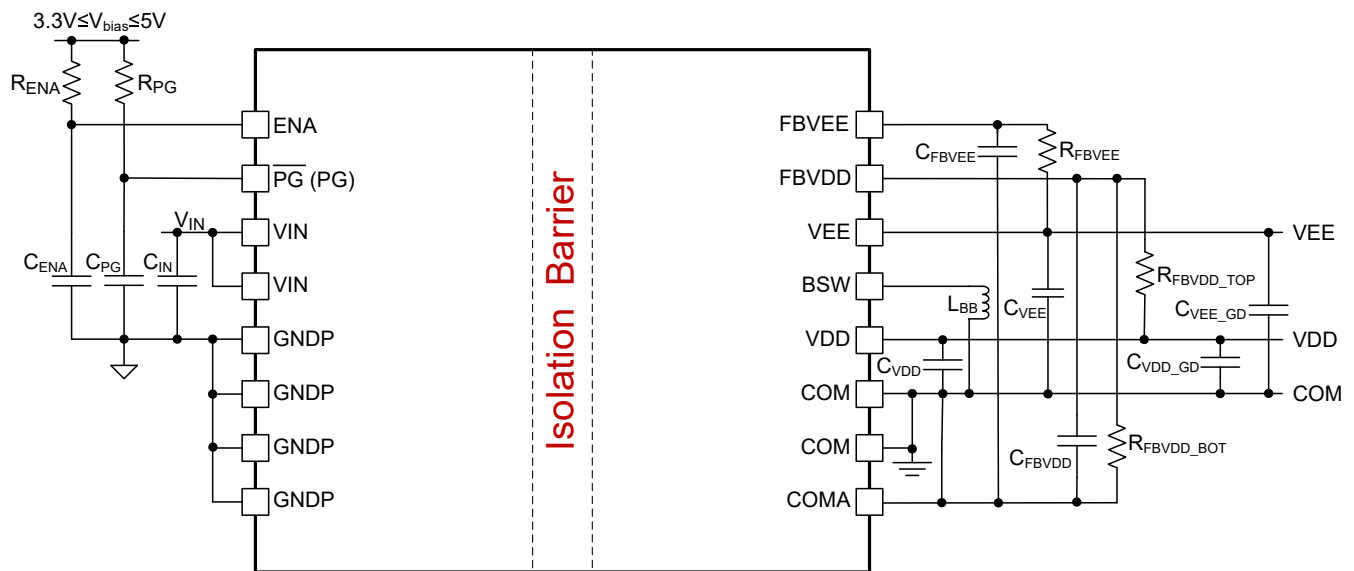 3.3V≤Vbias≤5V
RENA
RPG
ENA
PG (PG)
VIN
VIN
VIN
CENA
CPG
CIN
GNDP
GNDP
GNDP
GNDP
Isolation Barrier
FBVEE
FBVDD
VEE
BSW
VDD
COM
COM
COMA
CFBVEE
RFBVEE
VEE
RFBVDD_TOP
LBB
CVEE
CVEE_GD
VDD
CVDD
CVDD_GD
COM
CFBVDD
RFBVDD_BOT